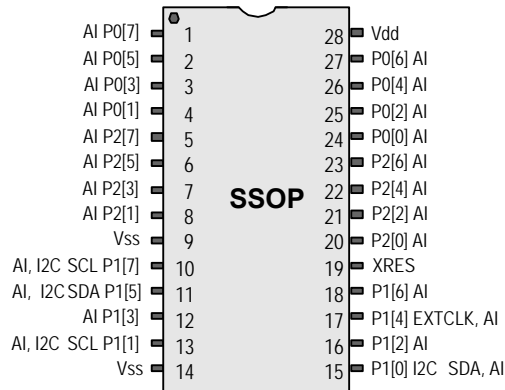 AI P0[7] 1 28 Vdd
AI P0[5] 2 27 P0[6] AI
AI P0[3] 3 26 P0[4] AI
AI P0[1] 4 25 P0[2] AI
AI P2[7] 5 24 P0[0] AI
AI P2[5] 6 23 P2[6] AI
AI P2[3] 7 SSOP 22 P2[4] AI
AI P2[1] 8 21 P2[2] AI
Vss 9 20 P2[0] AI
AI, I2C SCL P1[7] 10 19 XRES
AI, I2C SDA P1[5] 11 18 P1[6] AI
AI P1[3] 12 17 P1[4] EXTCLK, AI
AI, I2C SCL P1[1] 13 16 P1[2] AI
Vss 14 15 P1[0] I2C SDA, AI